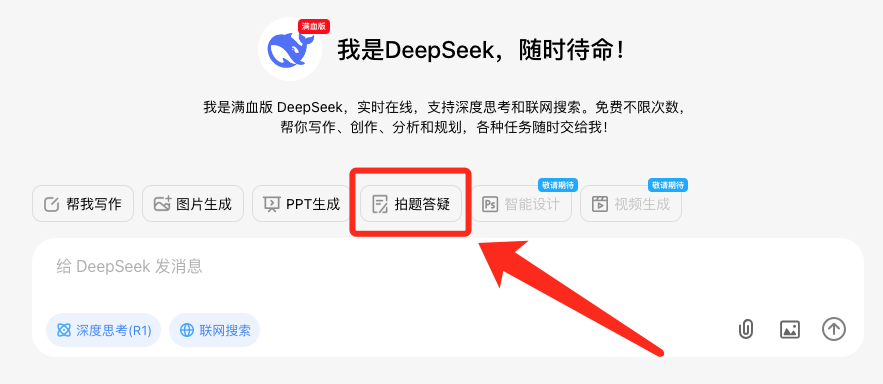 满血版
我是DeepSeek，随时待命！
我是满血版 DeepSeek，实时在线，支持深度思考和联网搜索。免费不限次数，
帮你写作、创作、分析和规划，各种任务随时交给我！
敬请期待 敬请期待
帮我写作 图片生成 PPT生成 拍题答疑 Ps 智能设计 视频生成
给 DeepSeek 发消息
深度思考(R1) 联网搜索